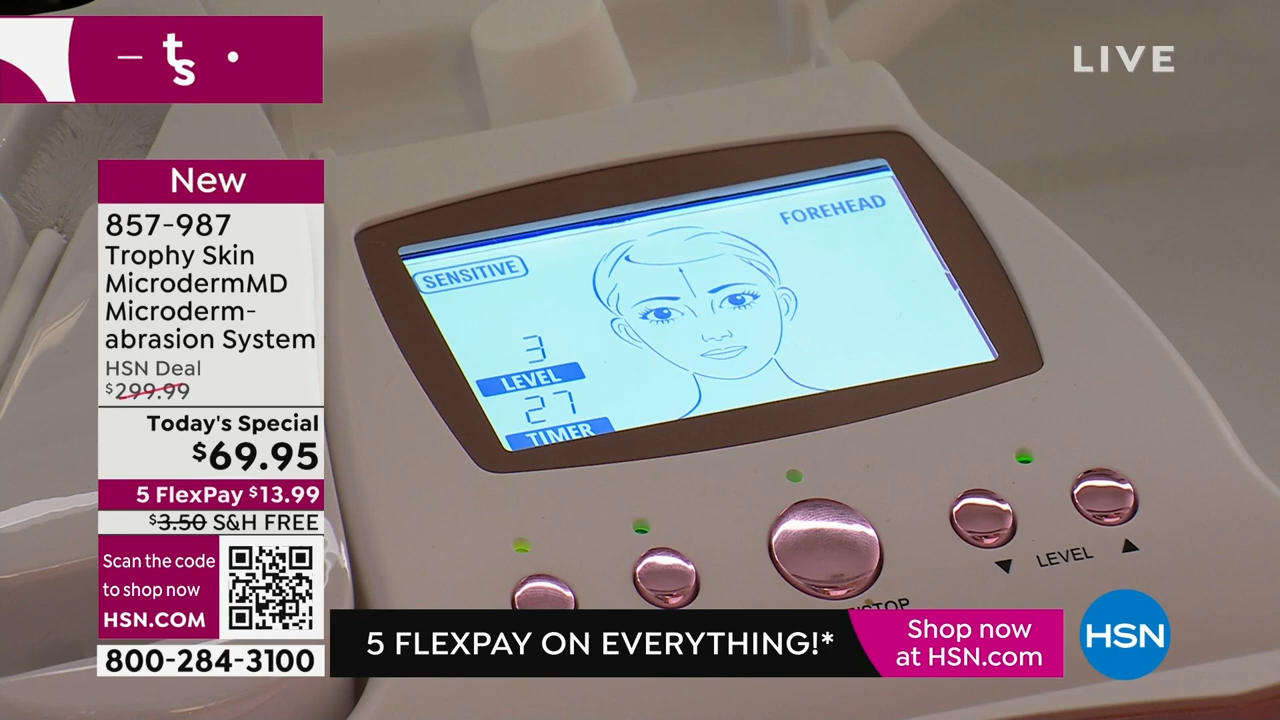 ts
LIVE
New
857-987
Trophy Skin
MicrodermMD
Microderm-
abrasion System
HSN Deal
$299.99
Today's Special
$69.95
5 FlexPay $13.99
$3.50 S&H FREE
Scan the code
to shop now
HSN.COM
800-284-3100
FOREHEAD
SENSITIVE
3
LEVEL
27
TIMER
▼ LEVEL ▲
5 FLEXPAY ON EVERYTHING!*
Shop now
at HSN.com
HSN